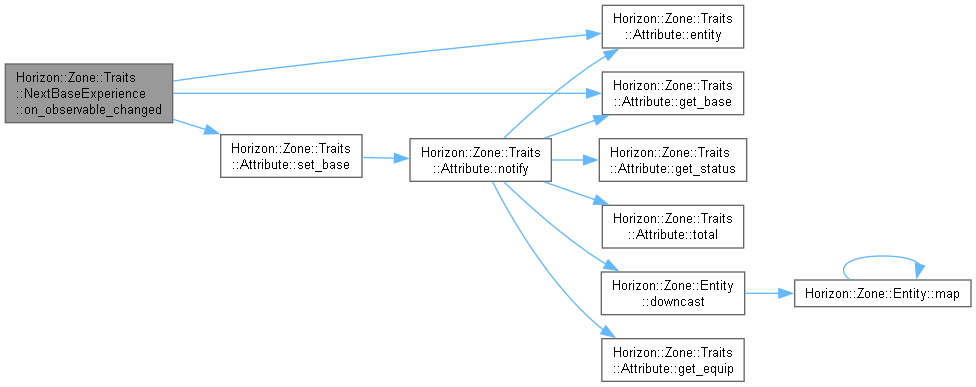 Horizon::Zone::Traits
::NextBaseExperience
::on_observable_changed
Horizon::Zone::Traits
::Attribute::entity
Horizon::Zone::Traits
::Attribute::get_base
Horizon::Zone::Traits
::Attribute::set_base
Horizon::Zone::Traits
::Attribute::notify
Horizon::Zone::Traits
::Attribute::get_status
Horizon::Zone::Traits
::Attribute::total
Horizon::Zone::Entity
::downcast
Horizon::Zone::Entity::map
Horizon::Zone::Traits
::Attribute::get_equip